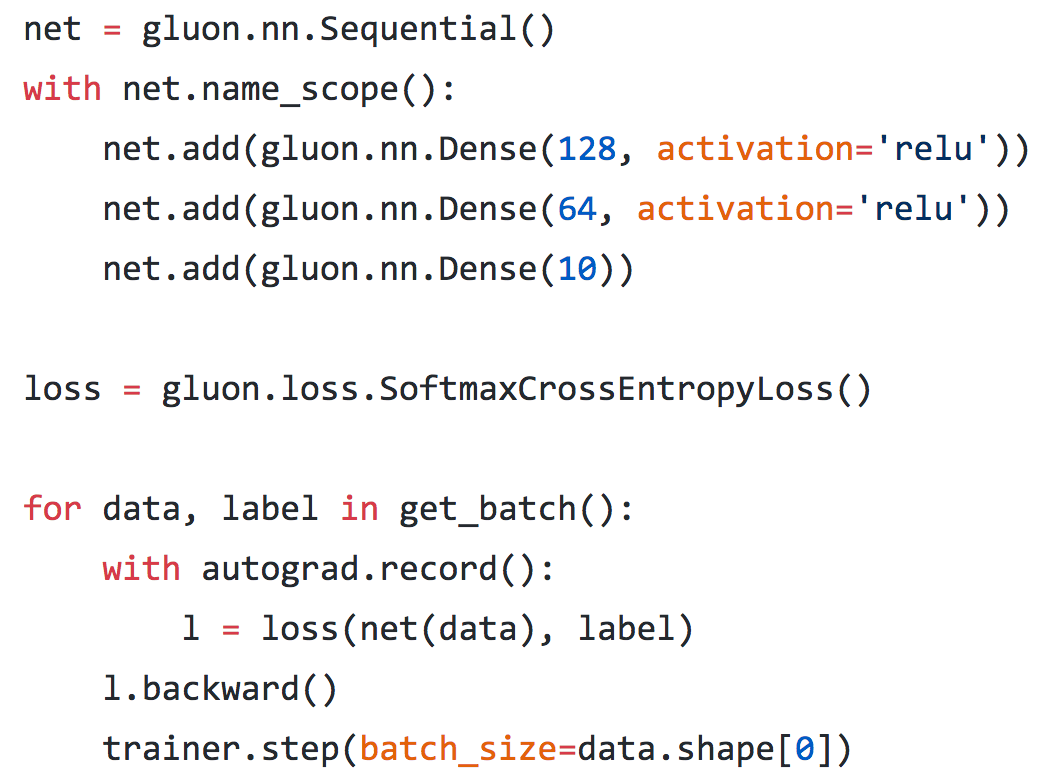 net = gluon.nn.Sequential()
with net.name_scope():
    net.add(gluon.nn.Dense(128, activation='relu'))
    net.add(gluon.nn.Dense(64, activation='relu'))
    net.add(gluon.nn.Dense(10))

loss = gluon.loss.SoftmaxCrossEntropyLoss()

for data, label in get_batch():
    with autograd.record():
        l = loss(net(data), label)
    l.backward()
    trainer.step(batch_size=data.shape[0])